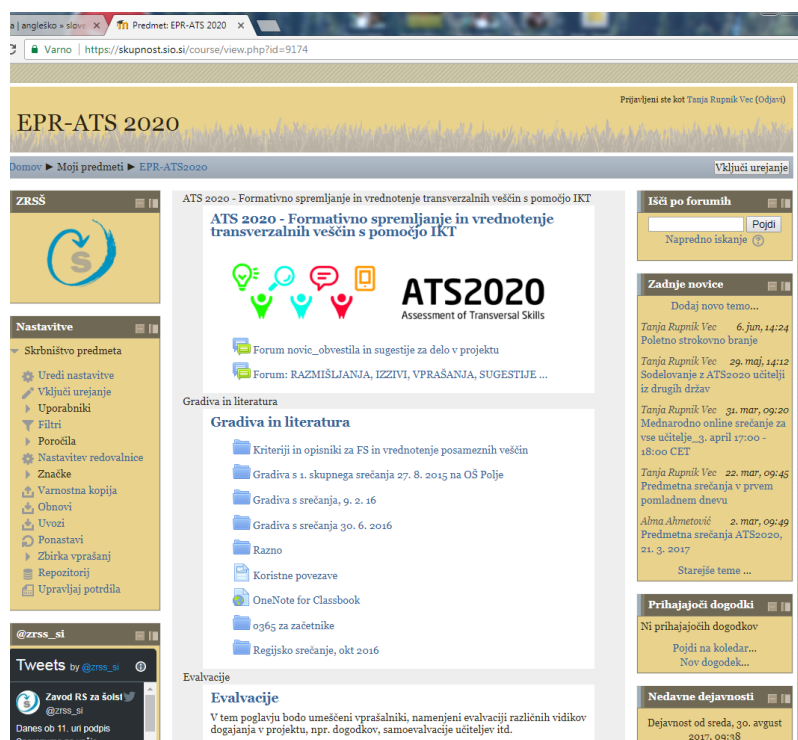 a | angleško » slove
Predmet: EPR-ATS 2020
Varno
https://skupnost.sio.si/course/view.php?id=9174
Prijavljeni ste kot Tanja Rupnik Vec (Odjavi)
EPR-ATS 2020
Domov ► Moji predmeti ► EPR-ATS2020
Vključi urejanje
ZRSŠ
S
Nastavitve
Skrbništvo predmeta
Uredi nastavitve
Vključi urejanje
Uporabniki
Filtri
Poročila
Nastavitev redovalnice
Značke
Varnostna kopija
Obnovi
Uvozi
Ponastavi
Zbirka vprašanj
Repozitorij
Upravljaj potrdila
@zrss_si
Tweets by @zrss_si
Zavod RS za šolst
@zrss_si
Danes ob 11. uri podpis
ATS 2020 - Formativno spremljanje in vrednotenje transverzalnih veščin s pomočjo IKT
ATS 2020 - Formativno spremljanje in vrednotenje
transverzalnih veščin s pomočjo IKT
ATS2020
Assessment of Transversal Skills
Forum novic_obvestila in sugestije za delo v projektu
Forum: RAZMIŠLJANJA, IZZIVI, VPRAŠANJA, SUGESTIJE ...
Gradiva in literatura
Gradiva in literatura
Kriteriji in opisniki za FS in vrednotenje posameznih veščin
Gradiva s 1. skupnega srečanja 27. 8. 2015 na OŠ Polje
Gradiva s srečanja, 9. 2. 16
Gradiva s srečanja 30. 6. 2016
Razno
Koristne povezave
OneNote for Classbook
o365 za začetnike
Regijsko srečanje, okt 2016
Evalvacije
Evalvacije
V tem poglavju bodo umeščeni vprašalniki, namenjeni evalvaciji različnih vidikov
dogajanja v projektu, npr. dogodkov, samoevalvacije učiteljev itd.
Išči po forumih
Pojdi
Napredno iskanje
Zadnje novice
Dodaj novo temo...
Tanja Rupnik Vec 6. jun, 14:24
Poletno strokovno
branje
Tanja Rupnik Vec 29. maj, 14:12
Sodelovanje z ATS2020 učitelji
iz drugih držav
Tanja Rupnik Vec 31. mar, 09:20
Mednarodno online srečanje za
vse učitelje_3. april 17:00 -
18:00 CET
Tanja Rupnik Vec 22. mar, 09:45
Predmetna srečanja v prvem
pomladnem dnevu
Alma Ahmetović 2. mar, 09:49
Predmetna srečanja ATS2020,
21. 3. 2017
Starejše teme ...
Prihajajoči dogodki
Ni prihajajočih dogodkov
Pojdi na koledar...
Nov dogodek...
Nedavne dejavnosti
Dejavnost od sreda, 30. avgust
2017, 09:38